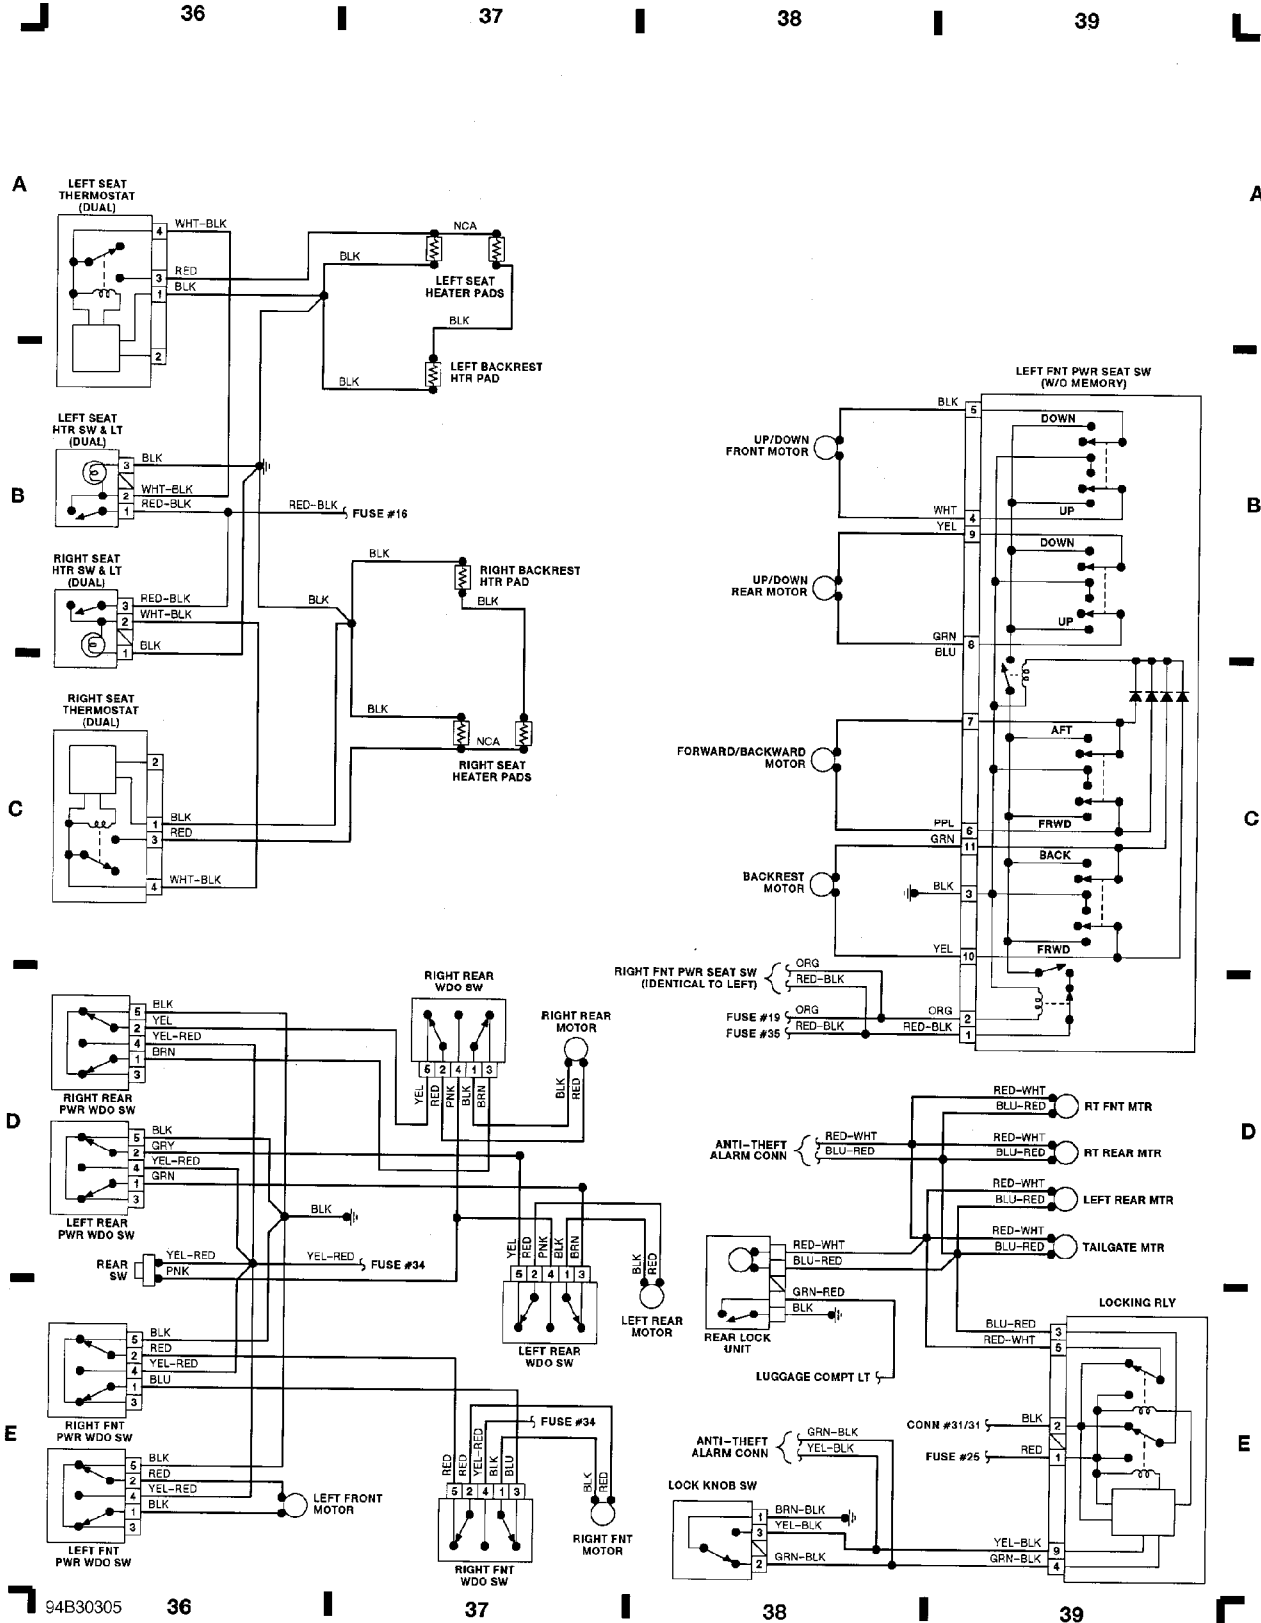 36 37 38 39
A
A
LEFT SEAT
THERMOSTAT
(DUAL)
4 WHT-BLK
3 RED
1 BLK
2
NCA
BLK
LEFT SEAT
HEATER PADS
BLK
LEFT BACKREST
HTR PAD
BLK
LEFT SEAT
HTR SW & LT
(DUAL)
B
B
3 BLK
2 WHT-BLK
1 RED-BLK
RED-BLK
FUSE #16
RIGHT SEAT
HTR SW & LT
(DUAL)
3 RED-BLK
2 WHT-BLK
1 BLK
BLK
BLK
RIGHT BACKREST
HTR PAD
BLK
BLK
NCA
RIGHT SEAT
HEATER PADS
RIGHT SEAT
THERMOSTAT
(DUAL)
C
C
2
1 BLK
3 RED
4 WHT-BLK
LEFT FNT PWR SEAT SW
(W/O MEMORY)
BLK 5
DOWN
UP/DOWN
FRONT MOTOR
UP
WHT 4
YEL 9
DOWN
UP/DOWN
REAR MOTOR
UP
GRN
BLU
8
7
AFT
FORWARD/BACKWARD
MOTOR
FRWD
PPL 6
GRN 11
BACK
BACKREST
MOTOR
BLK 3
FRWD
YEL 10
RIGHT FNT PWR SEAT SW
(IDENTICAL TO LEFT)
ORG
RED-BLK
FUSE #19 ORG ORG 2
FUSE #35 RED-BLK RED-BLK 1
D
D
5 BLK
2 YEL
4 YEL-RED
1 BRN
3
RIGHT REAR
PWR WDO SW
RIGHT REAR
WDO SW
5 2 4 1 3
YEL RED PNK BLK BRN
RIGHT REAR
MOTOR
BLK RED
5 BLK
2 GRY
4 YEL-RED
1 GRN
3
LEFT REAR
PWR WDO SW
BLK
REAR
SW
YEL-RED
PNK
YEL-RED
FUSE #34
YEL RED PNK BLK BRN
5 2 4 1 3
LEFT REAR
WDO SW
BLK RED
LEFT REAR
MOTOR
E
E
5 BLK
2 RED
4 YEL-RED
1 BLU
3
RIGHT FNT
PWR WDO SW
5 BLK
2 RED
4 YEL-RED
1 BLK
3
LEFT FNT
PWR WDO SW
LEFT FRONT
MOTOR
FUSE #34
RED RED YEL-RED BLK BLU
5 2 4 1 3
RIGHT FNT
WDO SW
BLK RED
RIGHT FNT
MOTOR
ANTI-THEFT
ALARM CONN
RED-WHT
BLU-RED
RED-WHT
BLU-RED
RT FNT MTR
RED-WHT
BLU-RED
RT REAR MTR
RED-WHT
BLU-RED
LEFT REAR MTR
RED-WHT
BLU-RED
TAILGATE MTR
RED-WHT
BLU-RED
GRN-RED
BLK
REAR LOCK
UNIT
LUGGAGE COMPT LT
LOCKING RLY
BLU-RED 3
RED-WHT 5
CONN #31/31 BLK 2
FUSE #25 RED 1
ANTI-THEFT
ALARM CONN
GRN-BLK
YEL-BLK
LOCK KNOB SW
1 BRN-BLK
3 YEL-BLK
2 GRN-BLK
YEL-BLK 9
GRN-BLK 4
94B30305
36 37 38 39